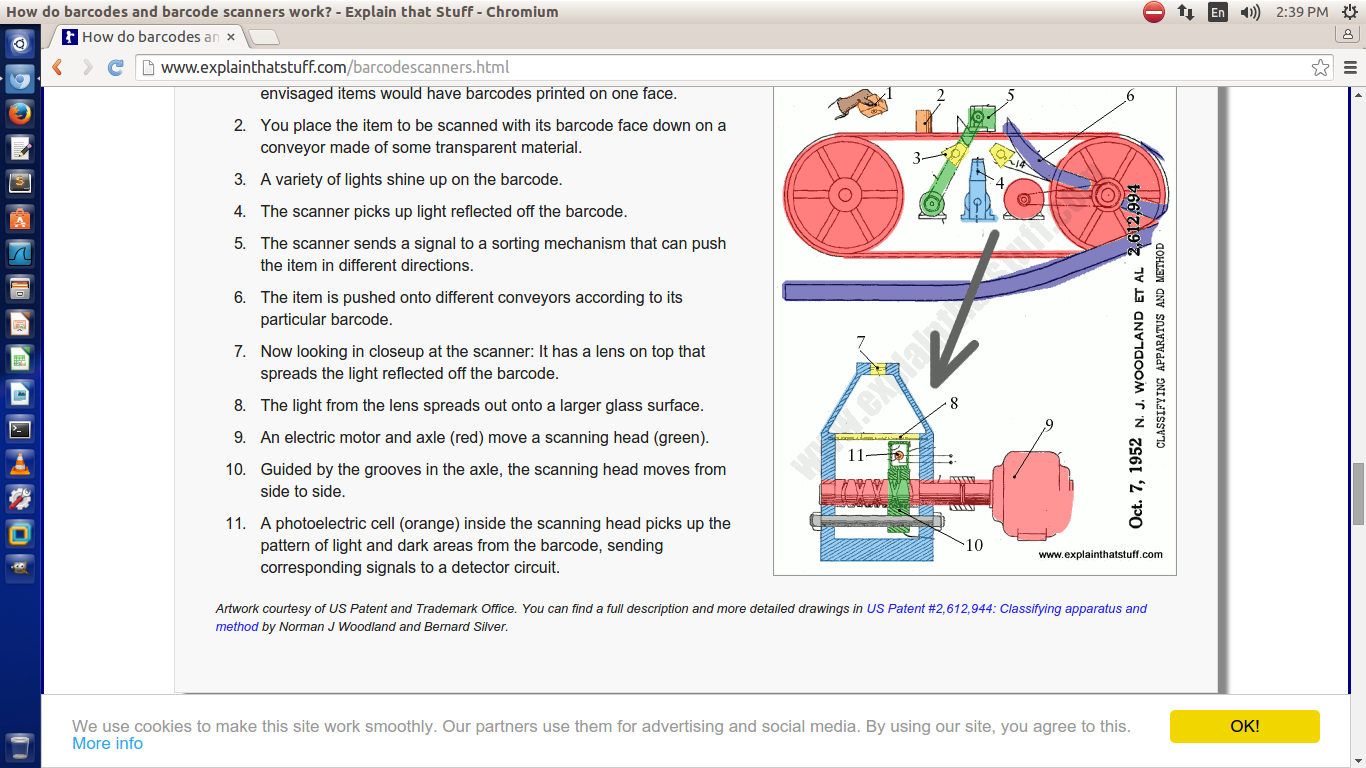 How do barcodes and barcode scanners work? - Explain that Stuff - Chromium
En
2:39 PM
How do barcodes an
www.explainthatstuff.com/barcodescanners.html
envisaged items would have barcodes printed on one face.
2. You place the item to be scanned with its barcode face down on a
conveyor made of some transparent material.
3. A variety of lights shine up on the barcode.
4. The scanner picks up light reflected off the barcode.
5. The scanner sends a signal to a sorting mechanism that can push
the item in different directions.
6. The item is pushed onto different conveyors according to its
particular barcode.
7. Now looking in closeup at the scanner: It has a lens on top that
spreads the light reflected off the barcode.
8. The light from the lens spreads out onto a larger glass surface.
9. An electric motor and axle (red) move a scanning head (green).
10. Guided by the grooves in the axle, the scanning head moves from
side to side.
11. A photoelectric cell (orange) inside the scanning head picks up the
pattern of light and dark areas from the barcode, sending
corresponding signals to a detector circuit.
1
2
5
6
3
14
4
7
8
9
11
10
www.explainthatstuff.com
Oct. 7, 1952 N. J. WOODLAND ET AL 2,612,994
CLASSIFYING APPARATUS AND METHOD
www.explainthatstuff.com
Artwork courtesy of US Patent and Trademark Office. You can find a full description and more detailed drawings in US Patent #2,612,944: Classifying apparatus and
method by Norman J Woodland and Bernard Silver.
We use cookies to make this site work smoothly. Our partners use them for advertising and social media. By using our site, you agree to this.
More info
OK!